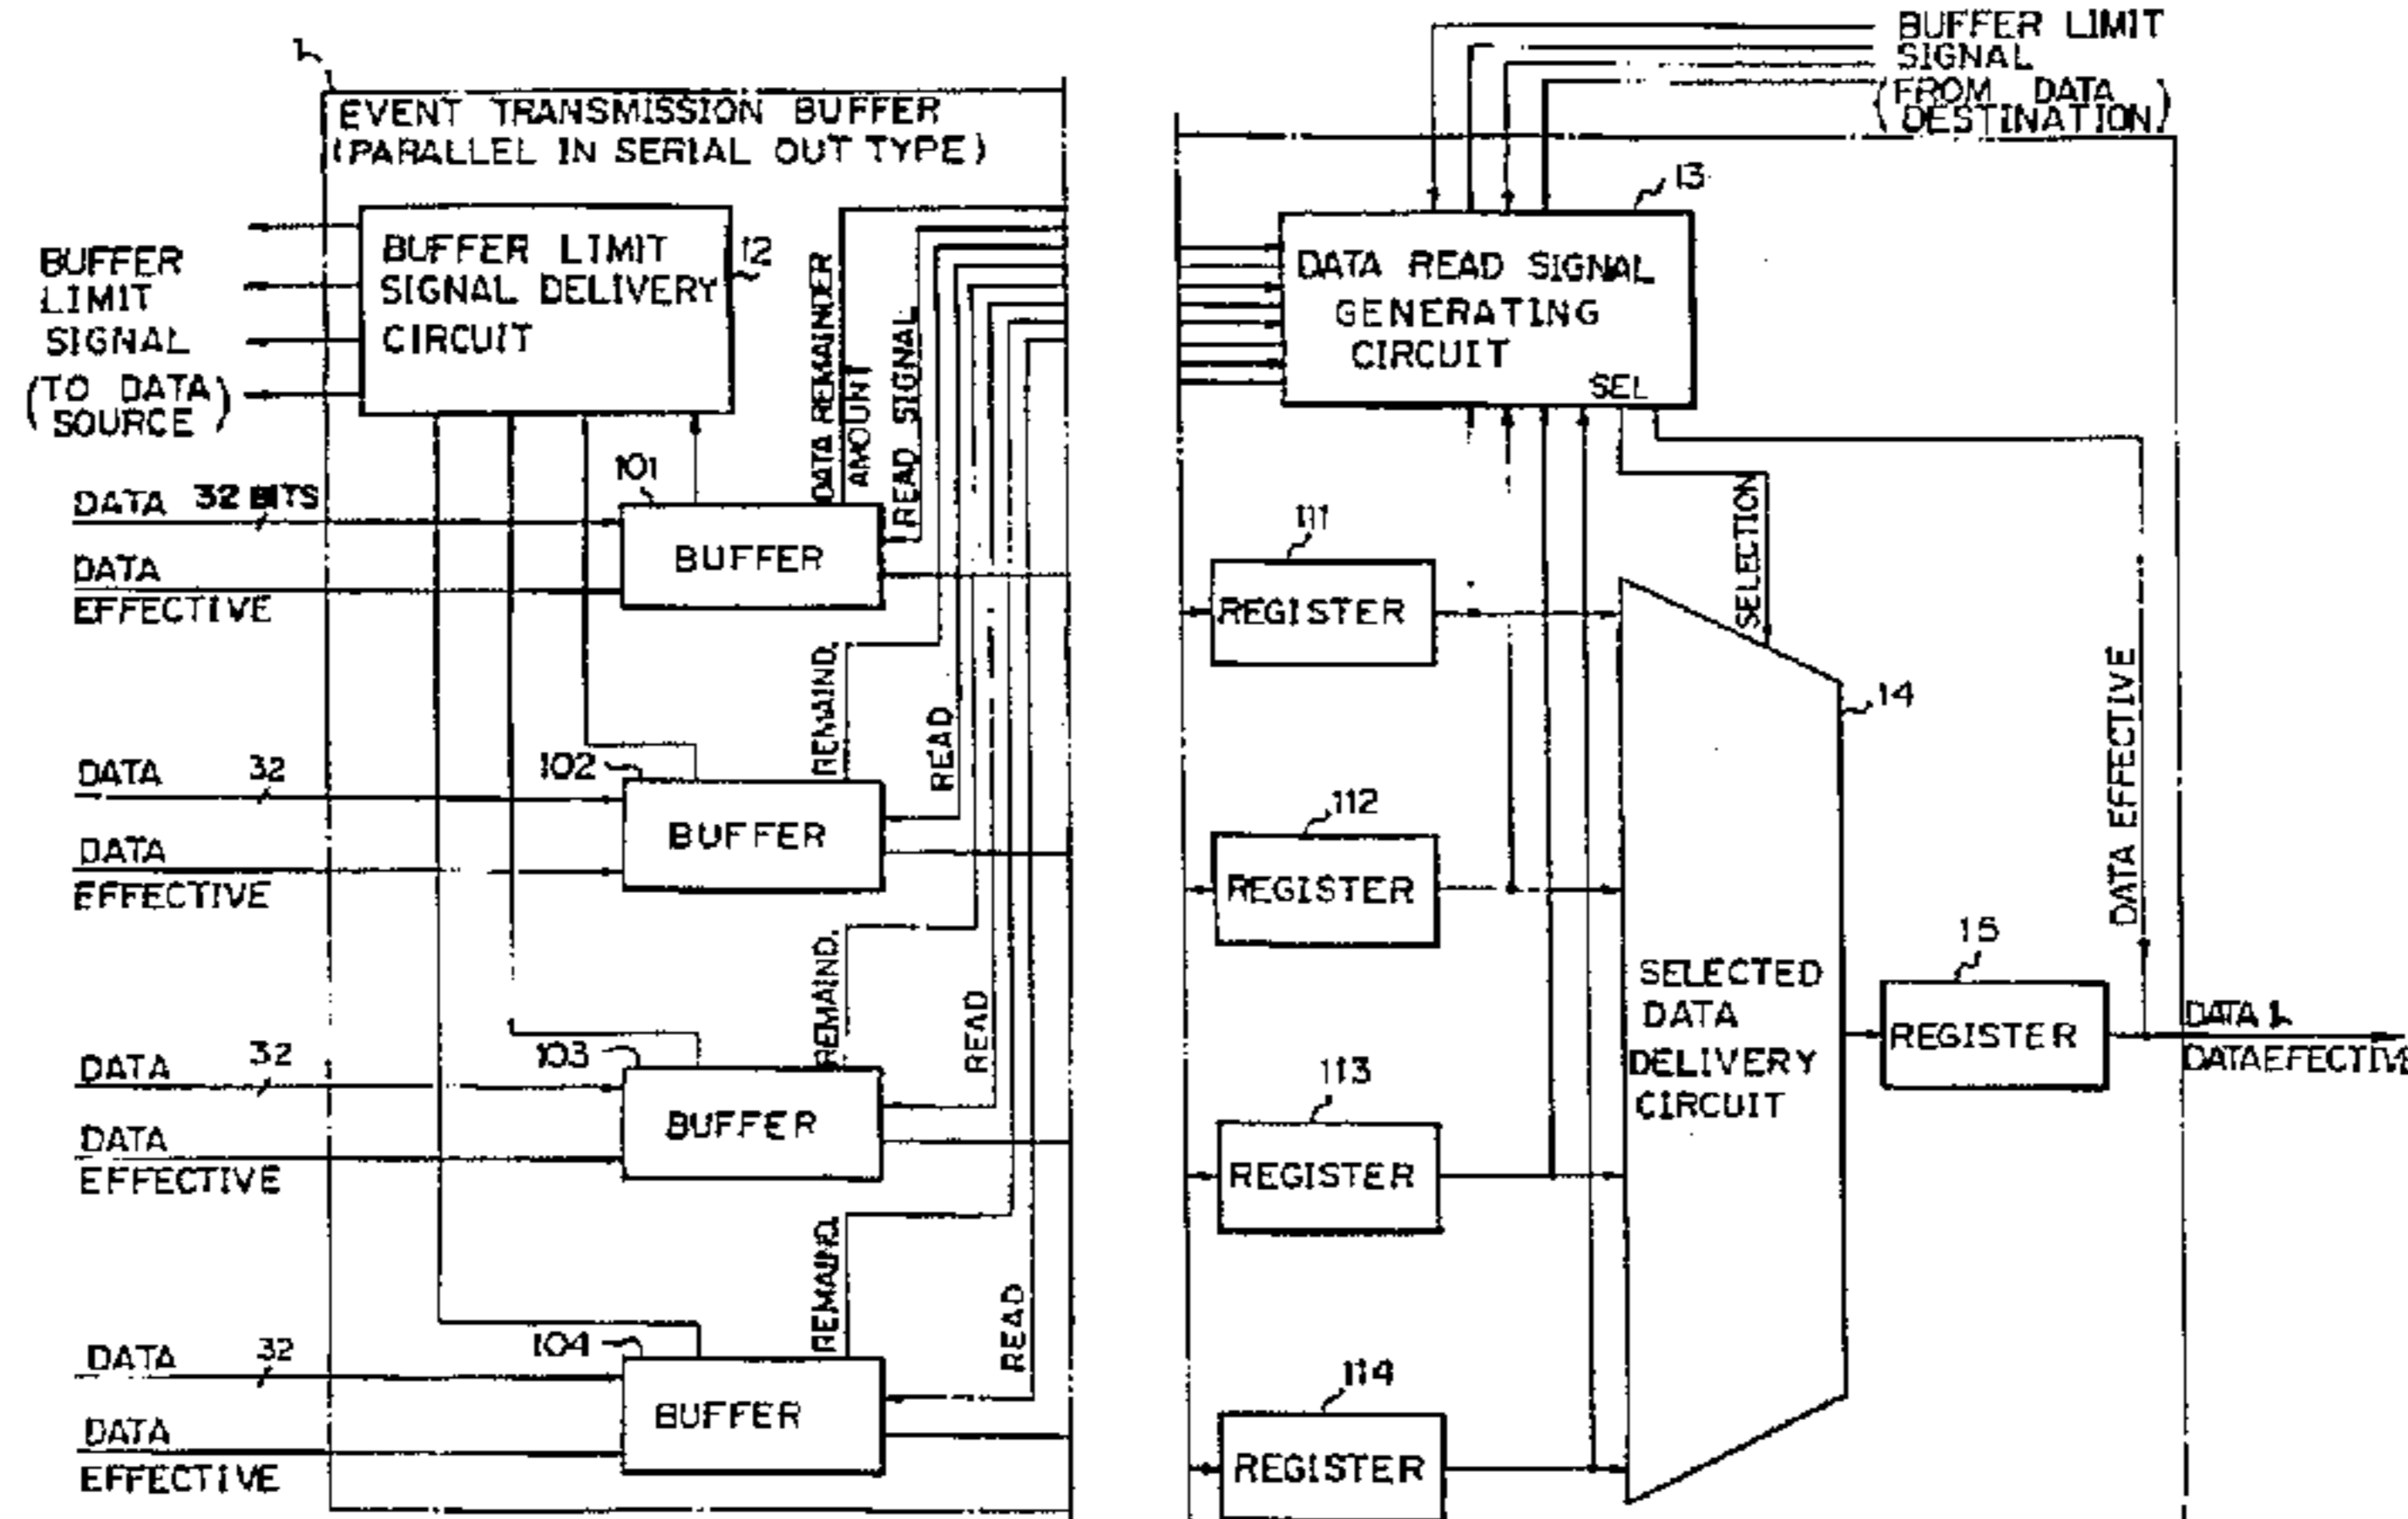 1
EVENT TRANSMISSION BUFFER
(PARALLEL IN SERIAL OUT TYPE)
BUFFER LIMIT
SIGNAL DELIVERY
CIRCUIT
12
BUFFER
LIMIT
SIGNAL
(TO DATA
SOURCE)
DATA REMAINDER
AMOUNT
READ SIGNAL
101
DATA 32 BITS
DATA
EFFECTIVE
BUFFER
REMAIND.
READ
DATA 32
102
DATA
EFFECTIVE
BUFFER
REMAIND.
READ
DATA 32
103
DATA
EFFECTIVE
BUFFER
REMAIND.
READ
DATA 32
104
DATA
EFFECTIVE
BUFFER
BUFFER LIMIT
SIGNAL
(FROM DATA
DESTINATION)
13
DATA READ SIGNAL
GENERATING
CIRCUIT
SEL
SELECTION
111
REGISTER
14
112
REGISTER
DATA EFFECTIVE
SELECTED
DATA
DELIVERY
CIRCUIT
15
REGISTER
DATA 1
DATAEFECTIVE
113
REGISTER
114
REGISTER